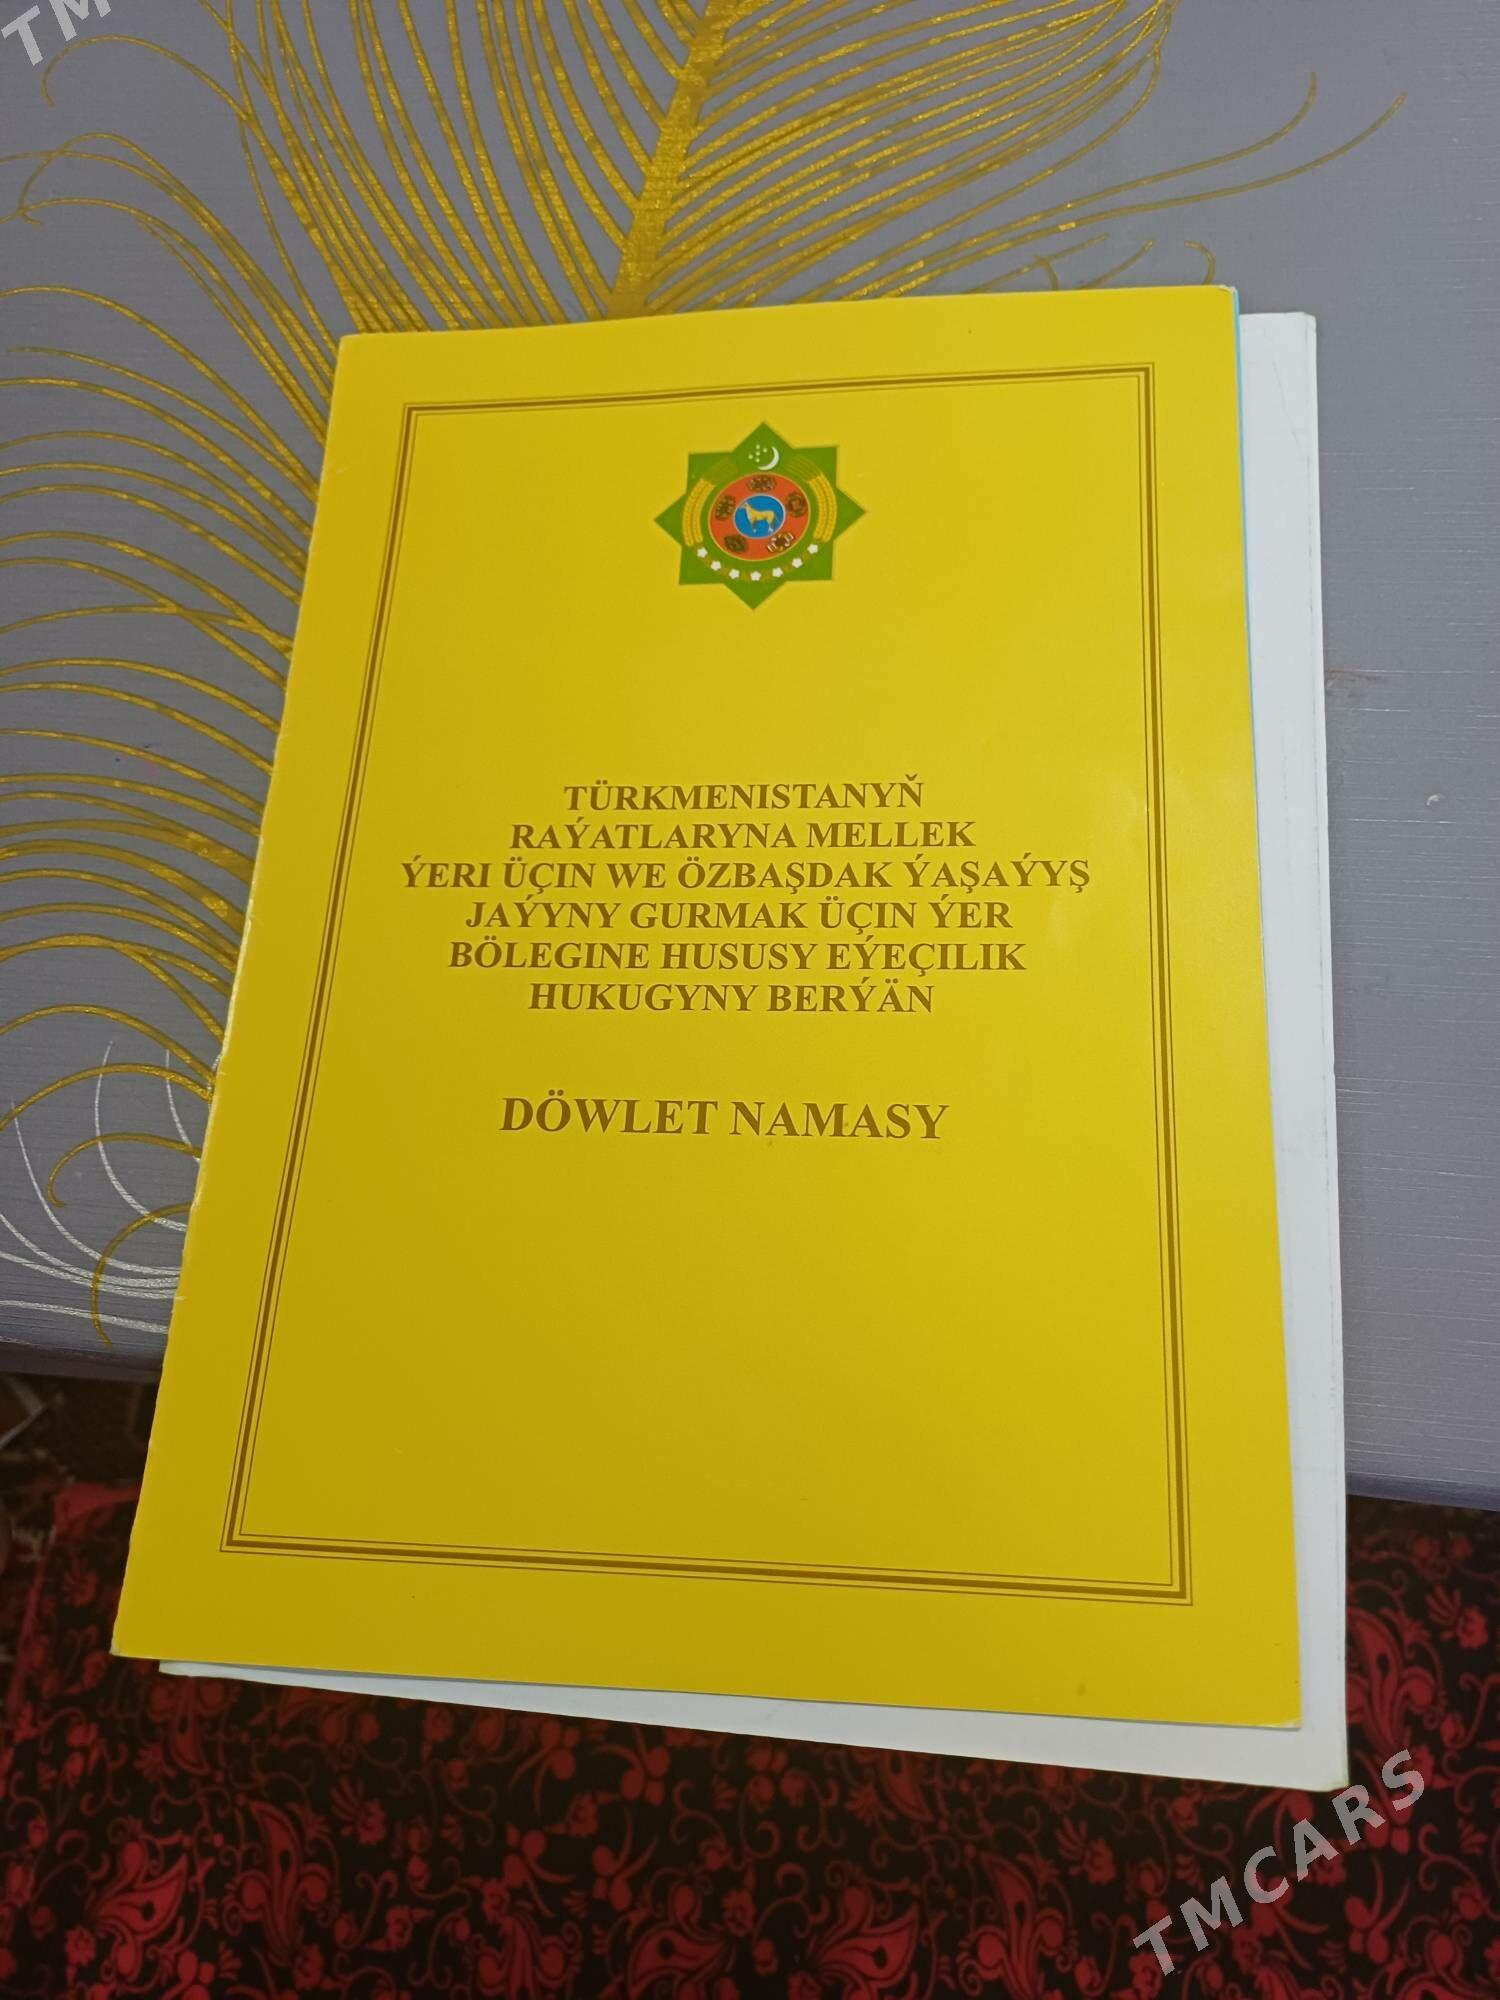 TM
TÜRKMENISTANYŇ
RAÝATLARYNA MELLEK
ÝERI ÜÇIN WE ÖZBAŞDAK ÝAŞAÝYŞ
JAÝYNY GURMAK ÜÇIN ÝER
BÖLEGINE HUSUSY EÝEÇILIK
HUKUGYNY BERÝÄN
DÖWLET NAMASY
TMCARS